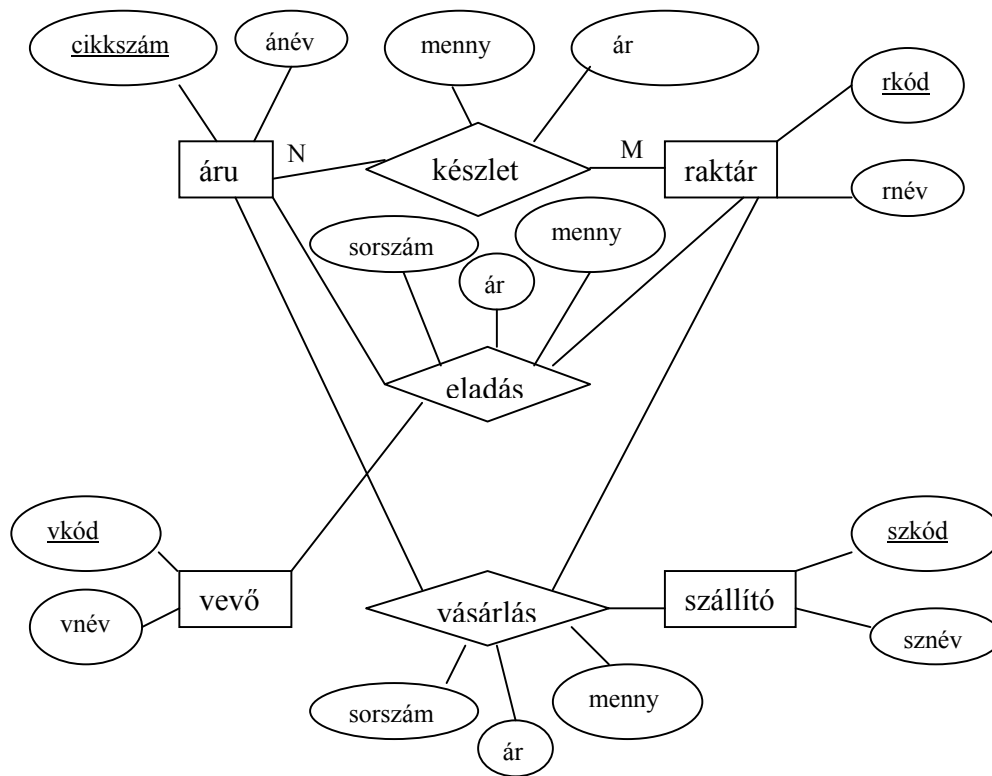 cikkszám
ánév
menny
ár
rkód
N
készlet
M
áru
raktár
rnév
sorszám
menny
ár
eladás
vkód
szkód
vevő
vásárlás
szállító
vnév
sznév
sorszám
menny
ár